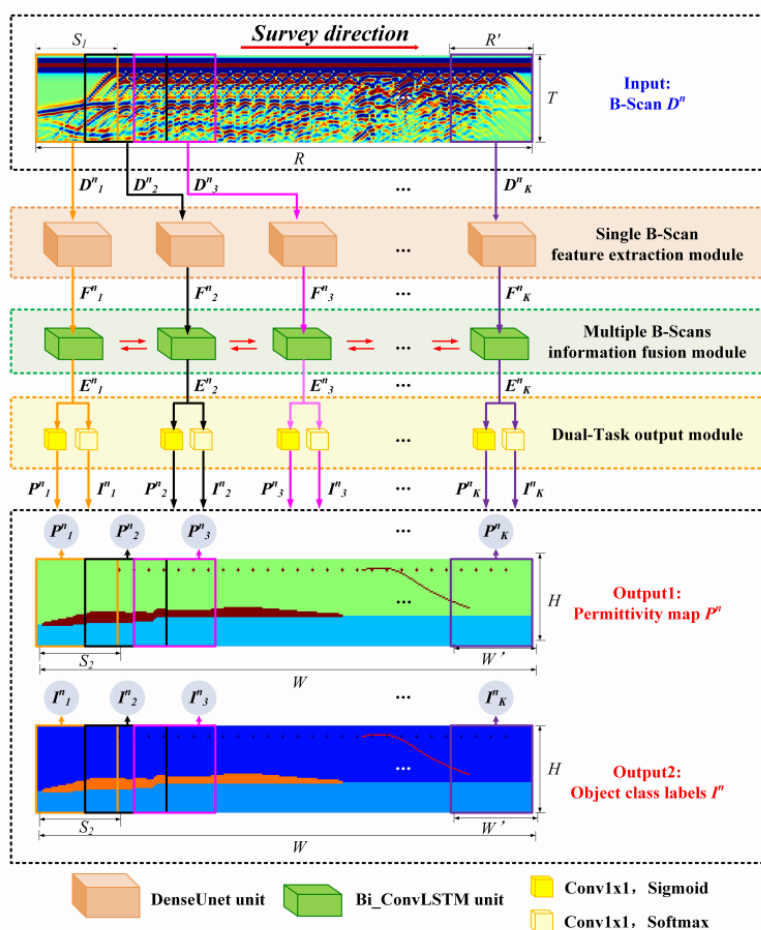 S1
Survey direction
R'
T
Input:
B-Scan Dⁿ
R
Dⁿ1 Dⁿ2 Dⁿ3 ... DⁿK
...
Single B-Scan
feature extraction module
Fⁿ1 Fⁿ2 Fⁿ3 ... FⁿK
...
Multiple B-Scans
information fusion module
Eⁿ1 Eⁿ2 Eⁿ3 ... EⁿK
...
Dual-Task output module
Pⁿ1 Iⁿ1 Pⁿ2 Iⁿ2 Pⁿ3 Iⁿ3 ... PⁿK IⁿK
Pⁿ1 Pⁿ2 Pⁿ3 ... PⁿK
...
H
Output1:
Permittivity map Pⁿ
S2
W'
W
Iⁿ1 Iⁿ2 Iⁿ3 ... IⁿK
...
H
Output2:
Object class labels Iⁿ
S2
W'
W
DenseUnet unit
Bi_ConvLSTM unit
Conv1x1，Sigmoid
Conv1x1，Softmax